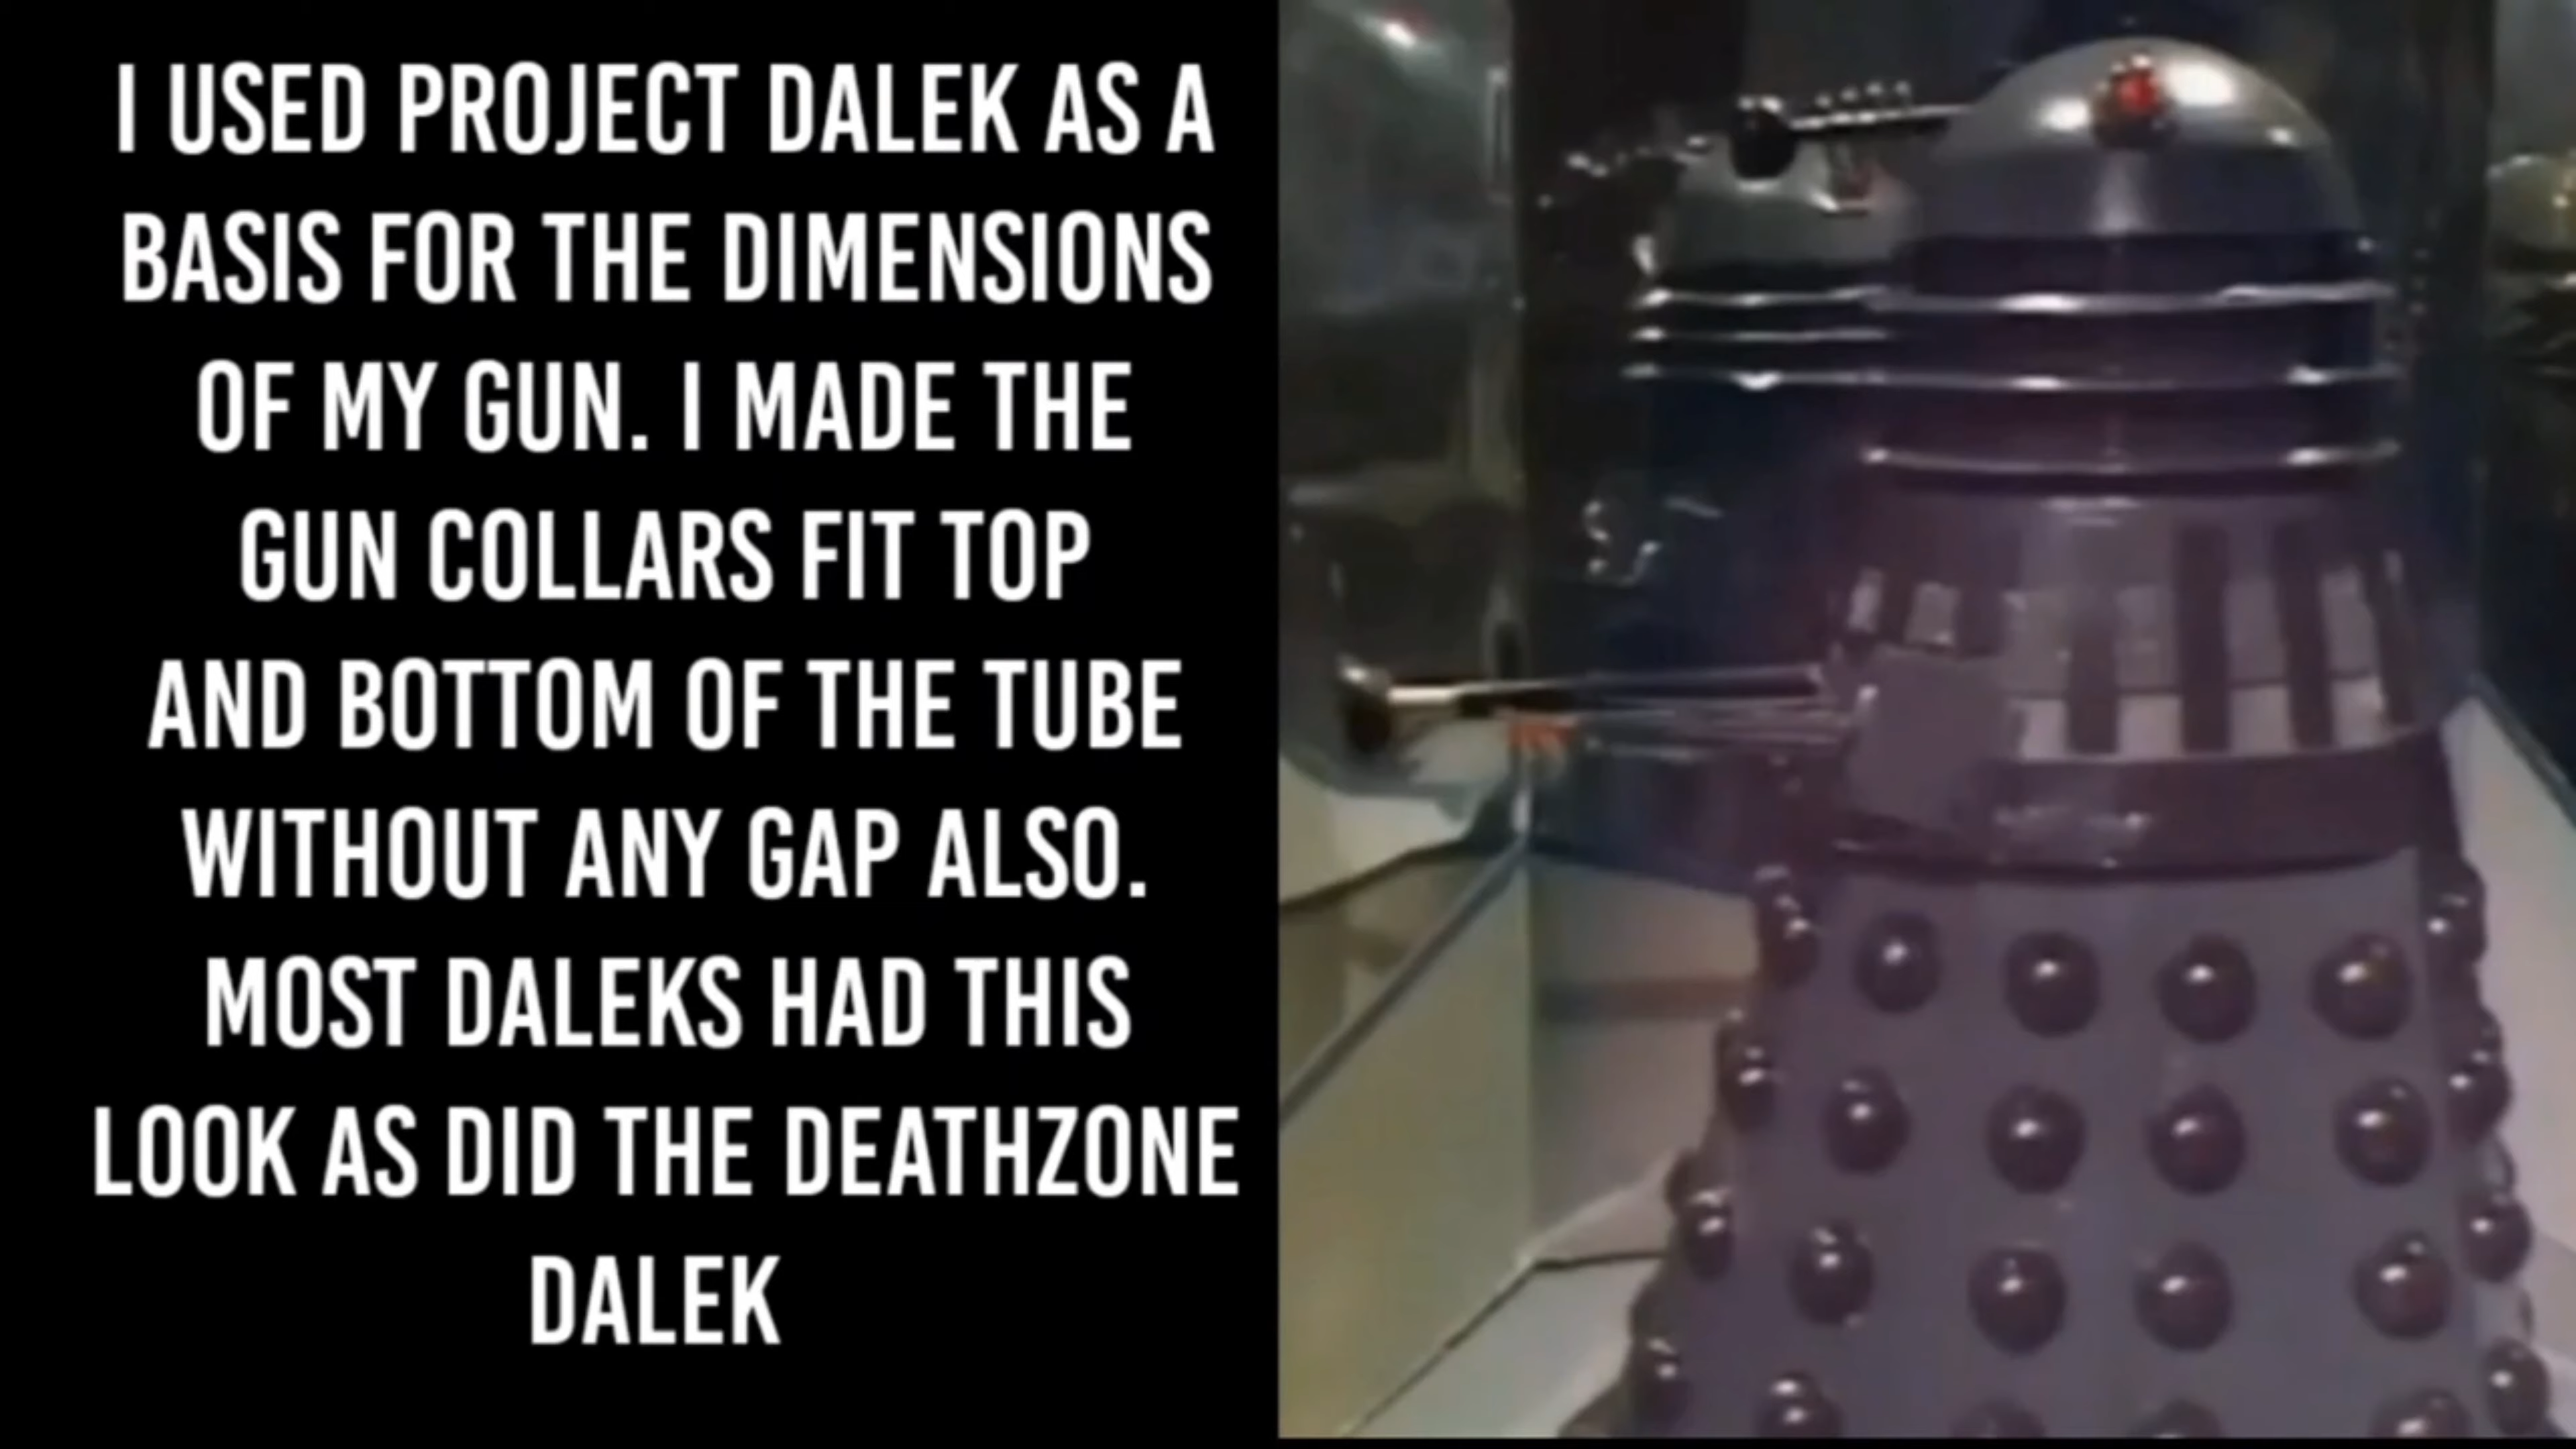 I USED PROJECT DALEK AS A
BASIS FOR THE DIMENSIONS
OF MY GUN. I MADE THE
GUN COLLARS FIT TOP
AND BOTTOM OF THE TUBE
WITHOUT ANY GAP ALSO.
MOST DALEKS HAD THIS
LOOK AS DID THE DEATHZONE
DALEK